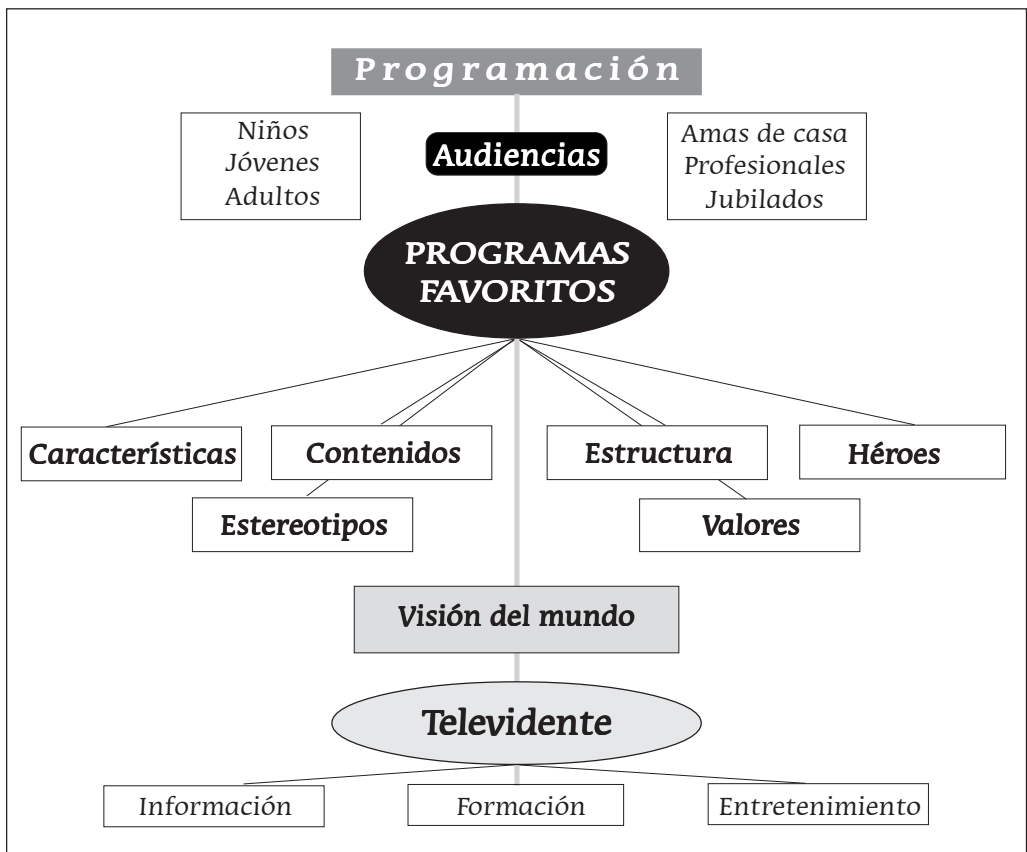 Programación
Niños
Jóvenes
Adultos
Audiencias
Amas de casa
Profesionales
Jubilados
PROGRAMAS
FAVORITOS
Característísticas
Contenidos
Estructura
Héroes
Estereotipos
Valores
Visión del mundo
Televidente
Información
Formación
Entretenimiento